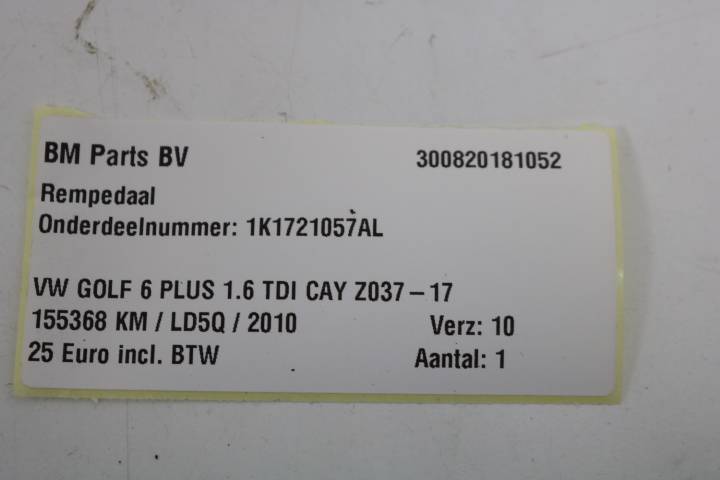 BM Parts BV 300820181052
Rempedaal
Onderdeelnummer: 1K1721057AL
VW GOLF 6 PLUS 1.6 TDI CAY Z037-17
155368 KM / LD5Q / 2010 Verz: 10
25 Euro incl. BTW Aantal: 1